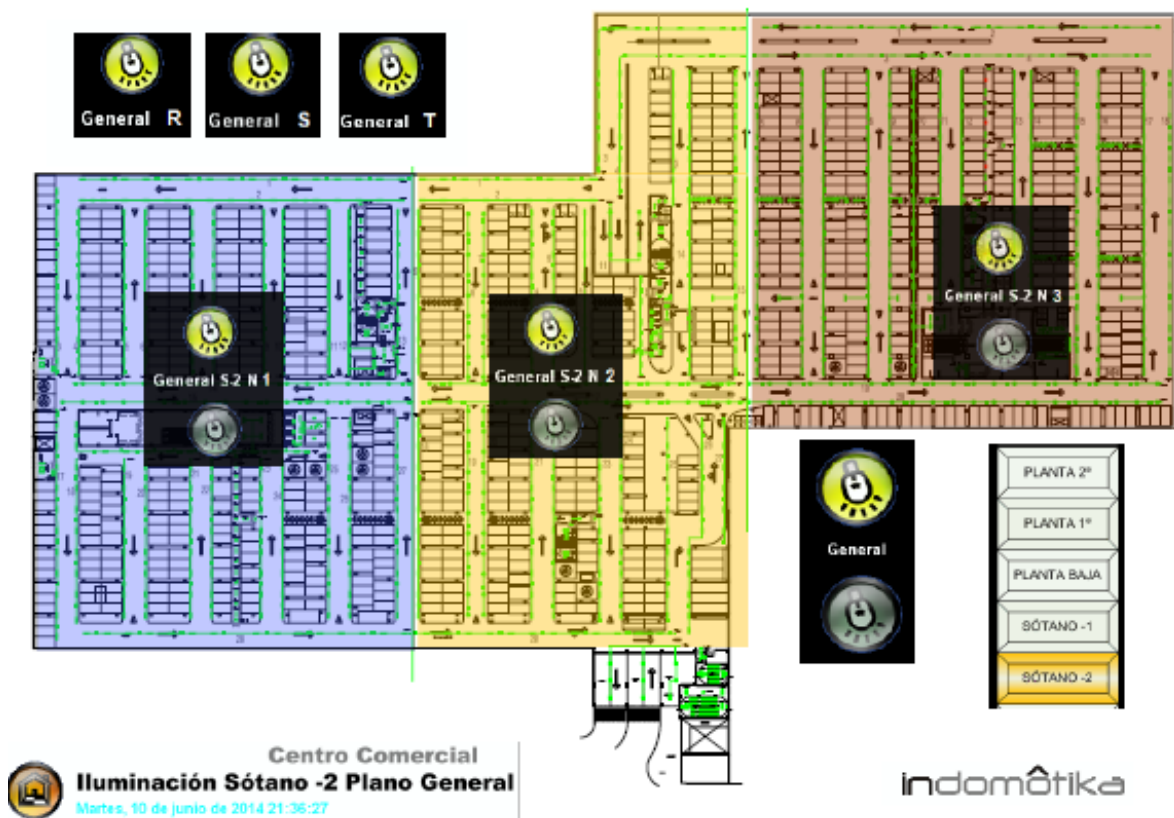 General R
General S
General T
General S-2 N 1
General S-2 N 2
General S-2 N 3
General
PLANTA 2º
PLANTA 1º
PLANTA BAJA
SÓTANO -1
SÓTANO -2
Centro Comercial
Iluminación Sótano -2 Plano General
Martes, 10 de junio de 2014 21:36:27
indomôtika